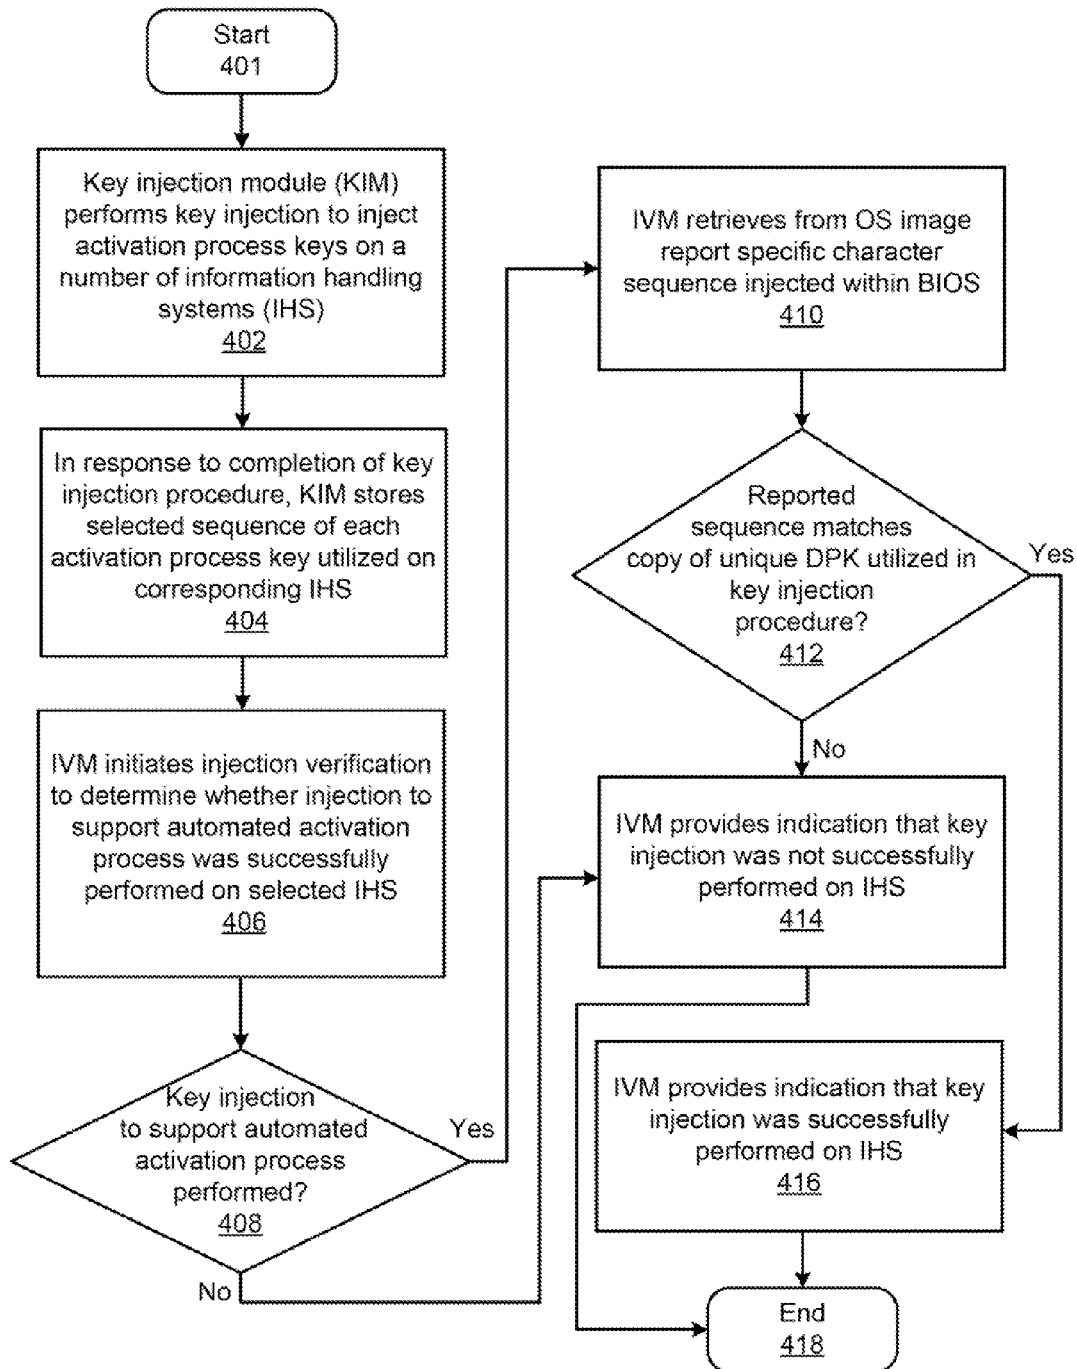 Start
401
Key injection module (KIM)
performs key injection to inject
activation process keys on a
number of information handling
systems (IHS)
402
In response to completion of key
injection procedure, KIM stores
selected sequence of each
activation process key utilized on
corresponding IHS
404
IVM initiates injection verification
to determine whether injection to
support automated activation
process was successfully
performed on selected IHS
406
Key injection
to support automated
activation process
performed?
408
Yes
No
IVM retrieves from OS image
report specific character
sequence injected within BIOS
410
Reported
sequence matches
copy of unique DPK utilized in
key injection
procedure?
412
Yes
No
IVM provides indication that key
injection was not successfully
performed on IHS
414
IVM provides indication that key
injection was successfully
performed on IHS
416
End
418